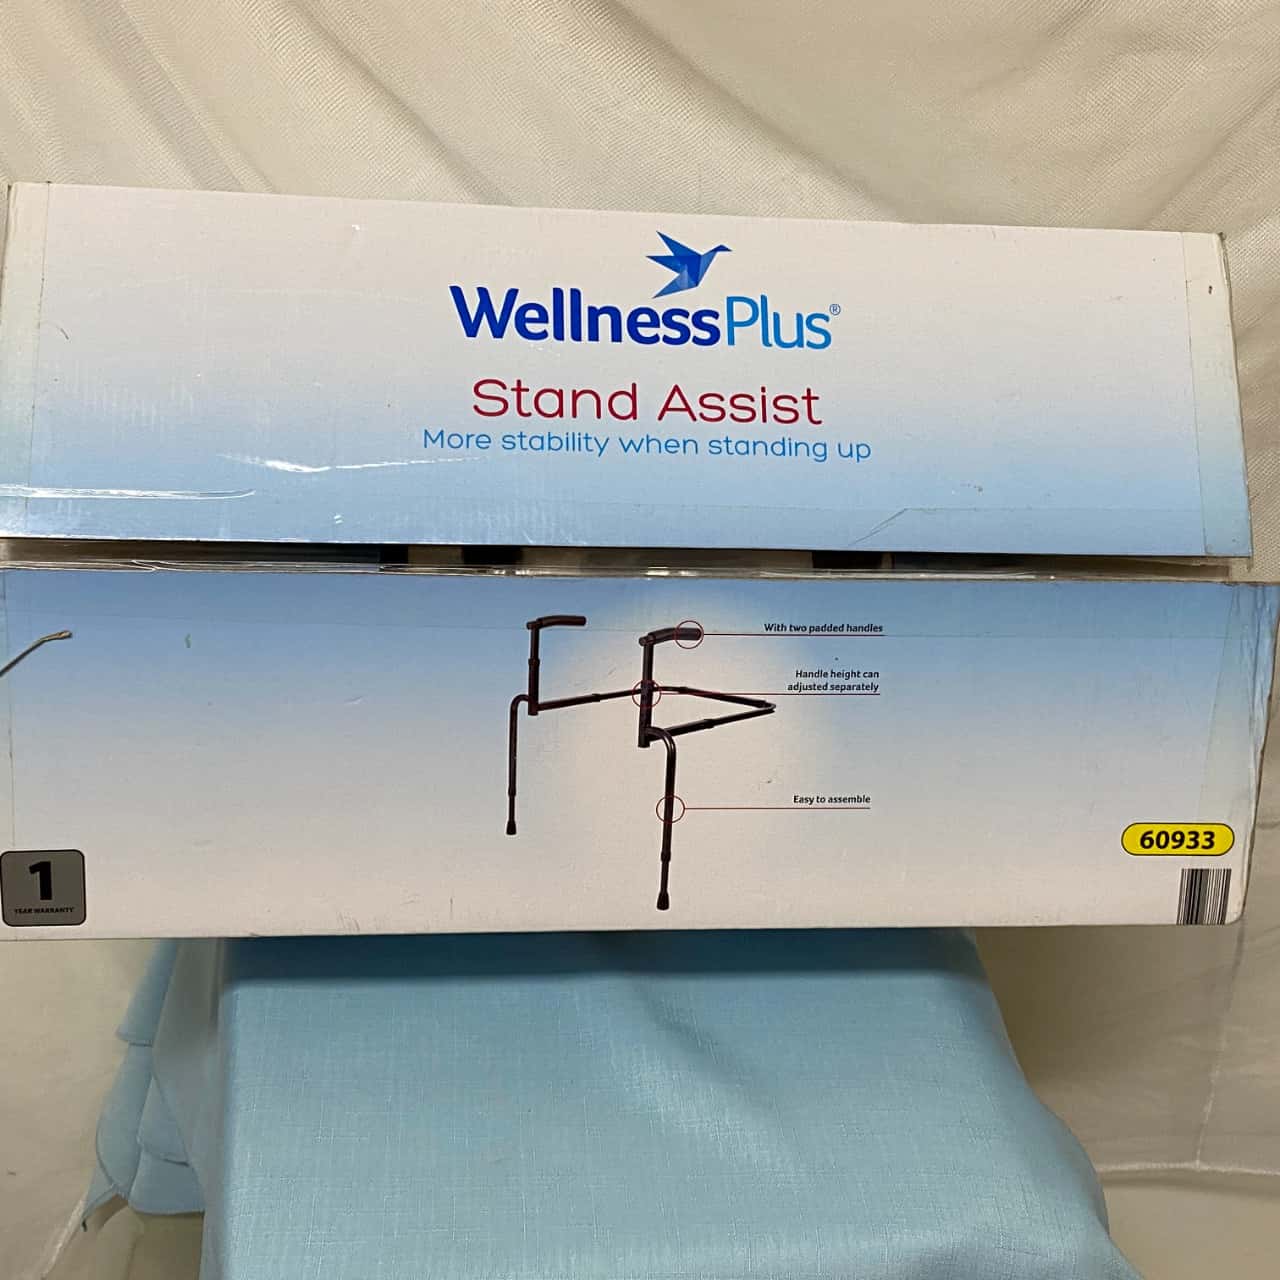 WellnessPlus®
Stand Assist
More stability when standing up
With two padded handles
Handle height can
adjusted separately
Easy to assemble
60933
1
YEAR WARRANTY